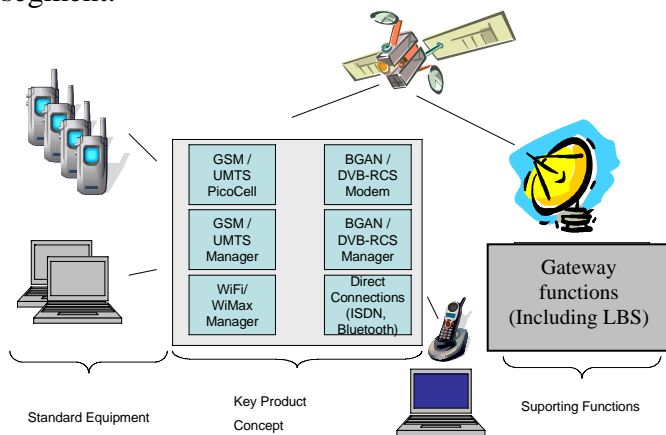 segment.
GSM /
UMTS
PicoCell
BGAN /
DVB-RCS
Modem
GSM /
UMTS
Manager
BGAN /
DVB-RCS
Manager
WiFi/
WiMax
Manager
Direct
Connections
(ISDN,
Bluetooth)
Gateway
functions
(Including LBS)
Standard Equipment
Key Product
Concept
Suporting Functions